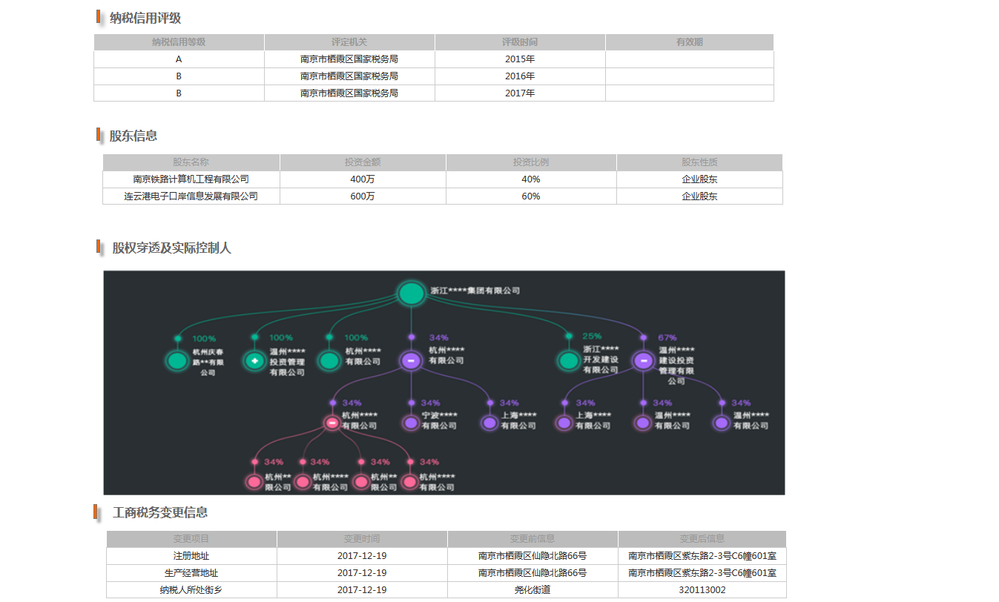 纳税信用评级
纳税信用等级 评定机关 评级时间 有效期
A 南京市栖霞区国家税务局 2015年
B 南京市栖霞区国家税务局 2016年
B 南京市栖霞区国家税务局 2017年
股东信息
股东名称 投资金额 投资比例 股东性质
南京铁路计算机工程有限公司 400万 40% 企业股东
连云港电子口岸信息发展有限公司 600万 60% 企业股东
股权穿透及实际控制人
浙江****集团有限公司
100%
杭州庆春
路**有限
公司
100%
温州****
投资管理
有限公司
100%
杭州****
有限公司
34%
杭州****
有限公司
25%
浙江****
开发建设
有限公司
67%
温州****
建设投资
管理有限
公司
34%
杭州****
有限公司
34%
宁波****
有限公司
34%
上海****
有限公司
34%
上海****
有限公司
34%
温州****
有限公司
34%
温州****
有限公司
34%
杭州**
限公司
34%
杭州****
有限公司
34%
杭州**
限公司
34%
杭州****
有限公司
工商税务变更信息
变更项目 变更时间 变更前信息 变更后信息
注册地址 2017-12-19 南京市栖霞区仙隐北路66号 南京市栖霞区紫东路2-3号C6幢601室
生产经营地址 2017-12-19 南京市栖霞区仙隐北路66号 南京市栖霞区紫东路2-3号C6幢601室
纳税人所处街乡 2017-12-19 尧化街道 320113002